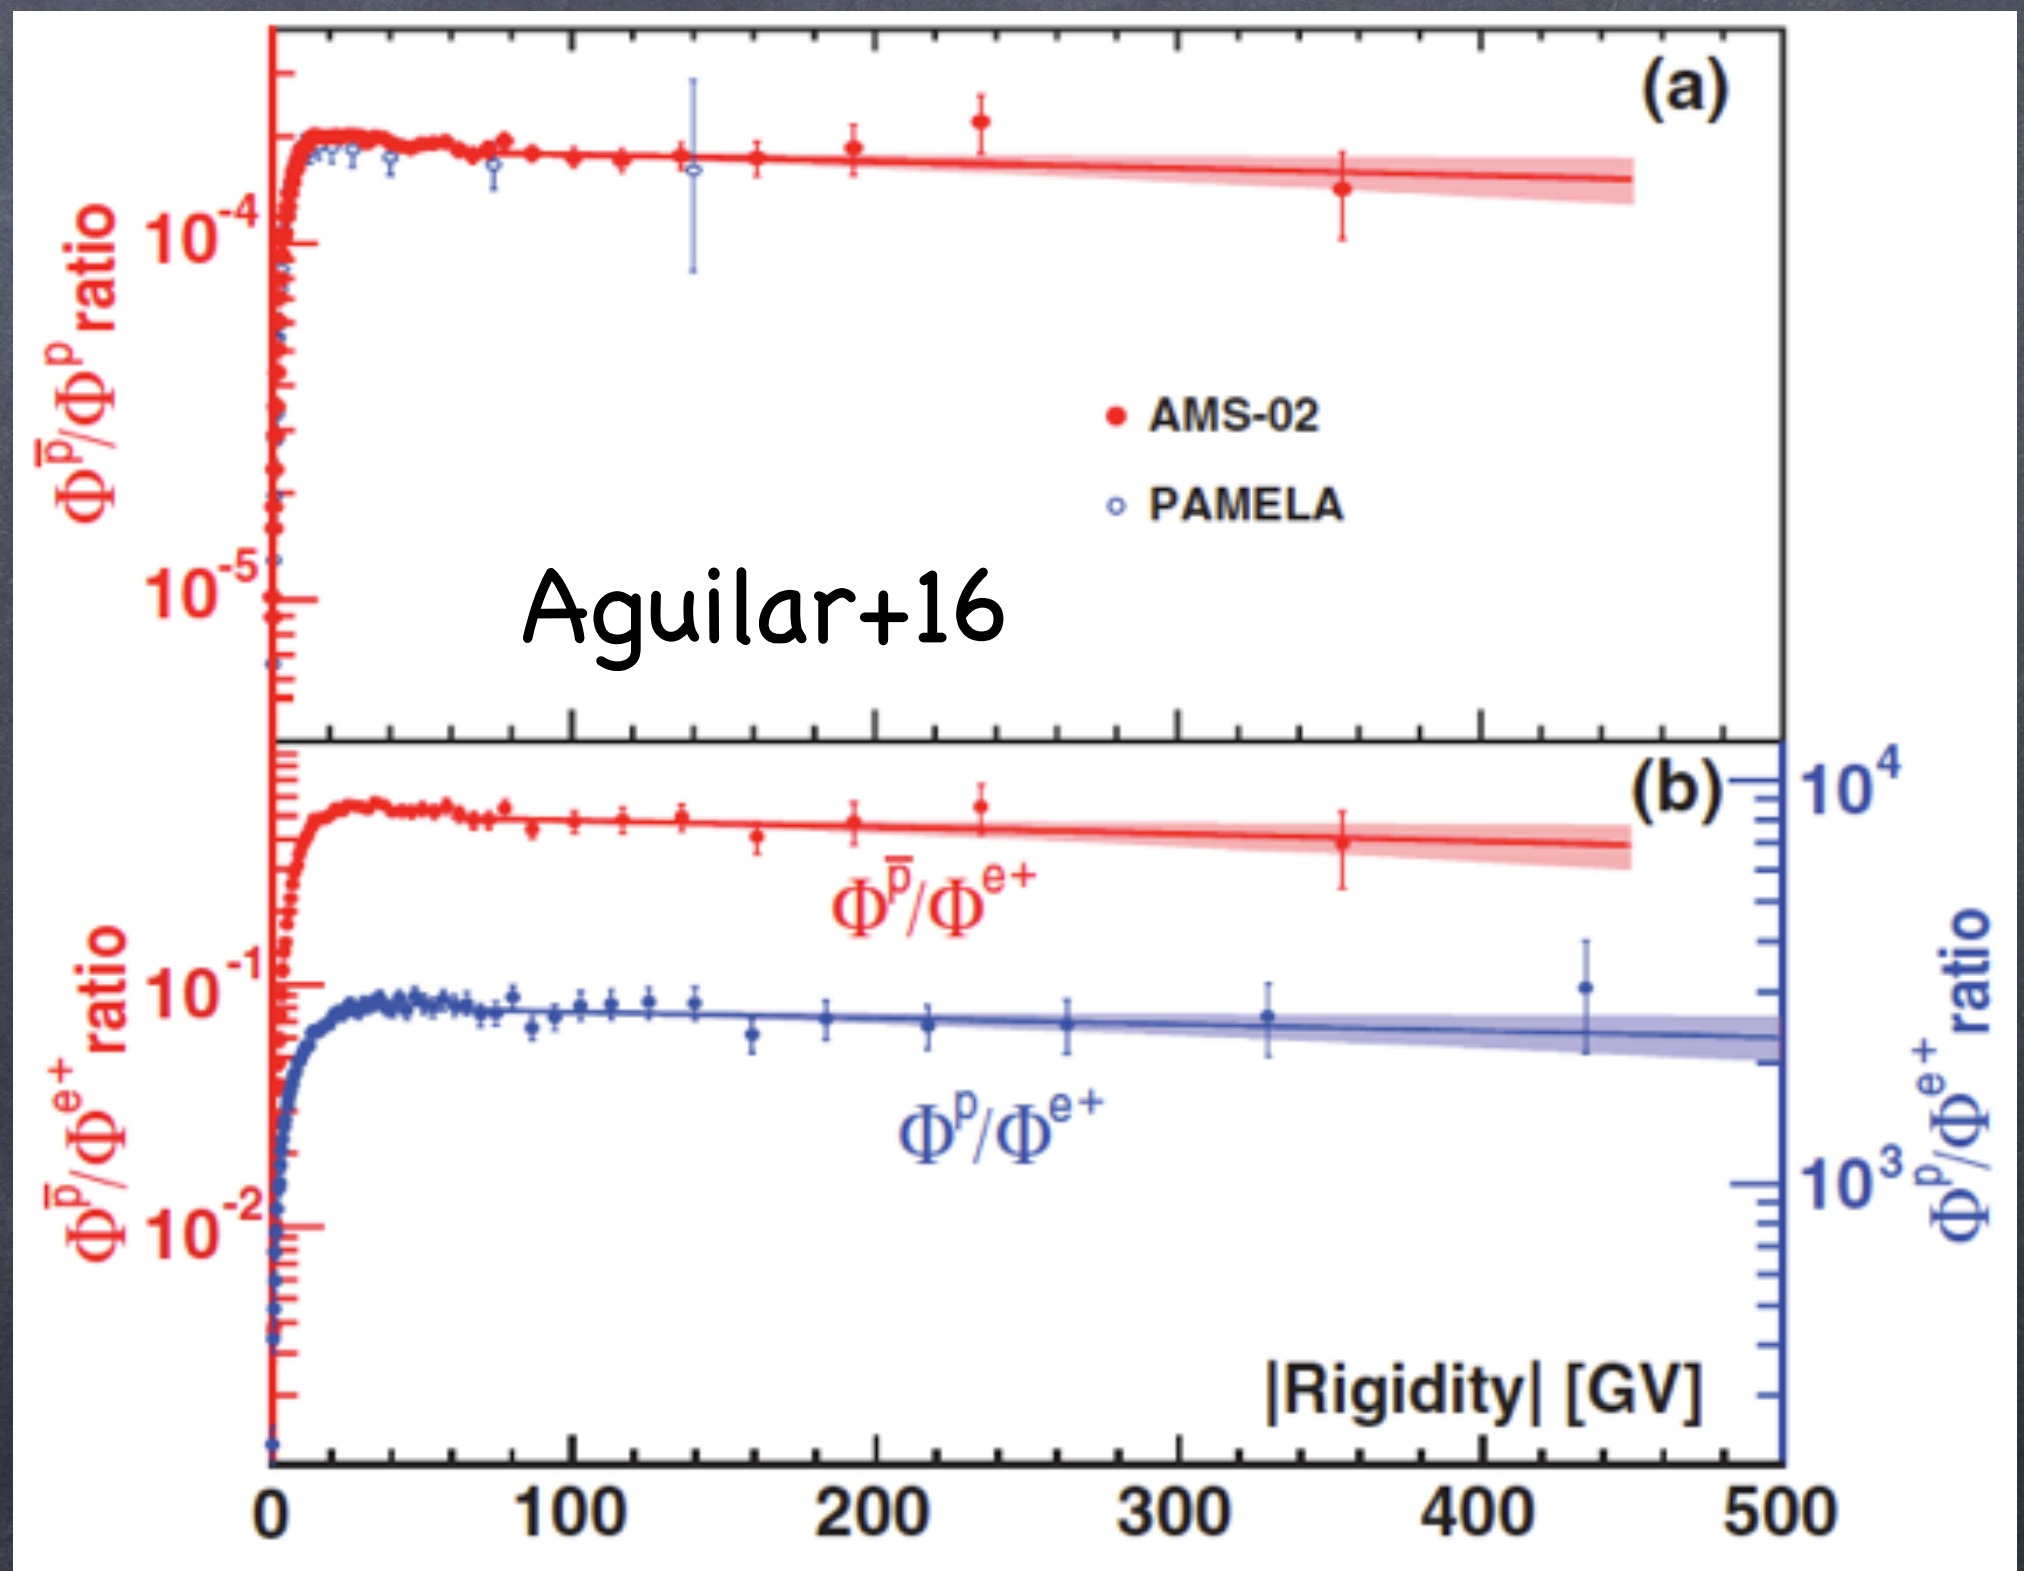 (a)
Φp̄/Φp ratio
10-4
10-5
AMS-02
PAMELA
Aguilar+16
(b)
Φp̄/Φe+ ratio
10-1
10-2
Φp̄/Φe+
Φp/Φe+
104
103
Φp/Φe+ ratio
|Rigidity| [GV]
0 100 200 300 400 500